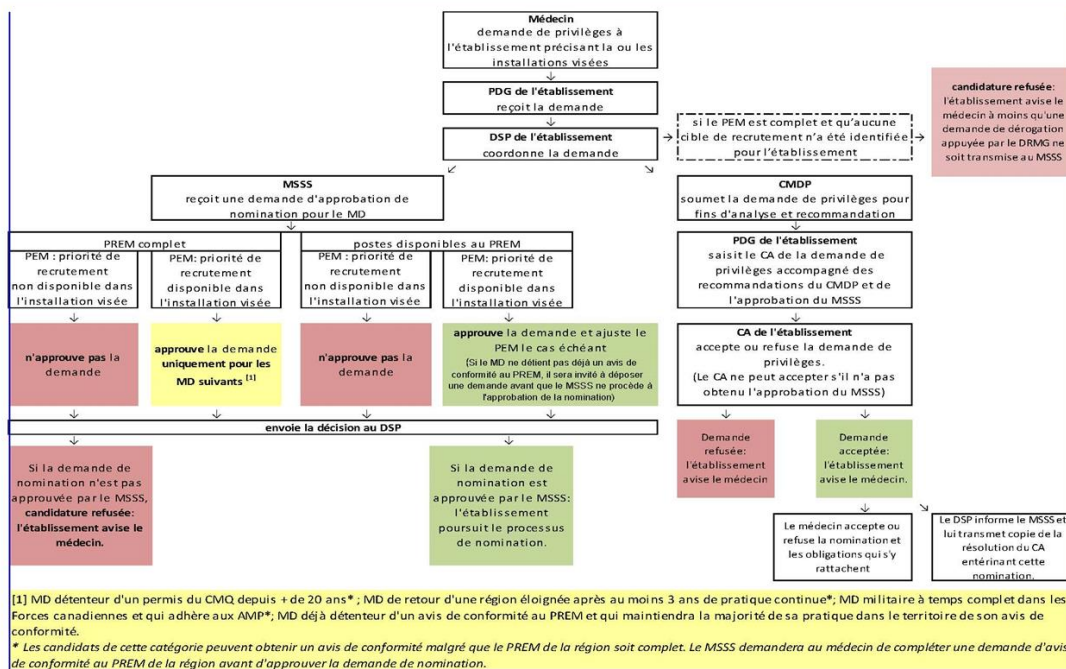 Médecin
demande de privilèges à
l'établissement précisant la ou les
installations visées
PDG de l'établissement
reçoit la demande
DSP de l'établissement
coordonne la demande
si le PEM est complet et qu'aucune
cible de recrutement n'a été identifiée
pour l'établissement
candidature refusée:
l'établissement avise le
médecin à moins qu'une
demande de dérogation
appuyée par le DRMG ne
soit transmise au MSSS
MSSS
reçoit une demande d'approbation de
nomination pour le MD
PREM complet
postes disponibles au PREM
PEM : priorité de
recrutement
non disponible dans
l'installation visée
PEM: priorité de
recrutement
disponible dans
l'installation visée
PEM : priorité de
recrutement
non disponible dans
l'installation visée
PEM: priorité de
recrutement
disponible dans
l'installation visée
n'approuve pas la
demande
approuve la demande
uniquement pour les
MD suivants [1]
n'approuve pas la
demande
approuve la demande et ajuste le
PEM le cas échéant
(Si le MD ne détient pas déjà un avis de
conformité au PREM, il sera invité à déposer
une demande avant que le MSSS ne procède à
l'approbation de la nomination)
envoie la décision au DSP
Si la demande de
nomination n'est pas
approuvée par le MSSS,
candidature refusée:
l'établissement avise le
médecin.
Si la demande de
nomination est
approuvée par le MSSS:
l'établissement
poursuit le processus
de nomination.
CMDP
soumet la demande de privilèges pour
fins d'analyse et recommandation
PDG de l'établissement
saisit le CA de la demande de
privilèges accompagné des
recommandations du CMDP et de
l'approbation du MSSS
CA de l'établissement
accepte ou refuse la demande de
privilèges.
(Le CA ne peut accepter s'il n'a pas
obtenu l'approbation du MSSS)
Demande
refusée:
l'établissement
avise le médecin
Demande
acceptée:
l'établissement
avise le médecin.
Le médecin accepte ou
refuse la nomination et
les obligations qui s'y
rattachent
Le DSP informe le MSSS et
lui transmet copie de la
résolution du CA
entérinant cette
nomination.
[1] MD détenteur d'un permis du CMQ depuis + de 20 ans* ; MD de retour d'une région éloignée après au moins 3 ans de pratique continue*; MD militaire à temps complet dans les
Forces canadiennes et qui adhère aux AMP*; MD déjà détenteur d'un avis de conformité au PREM et qui maintiendra la majorité de sa pratique dans le territoire de son avis de
conformité.
* Les candidats de cette catégorie peuvent obtenir un avis de conformité malgré que le PREM de la région soit complet. Le MSSS demandera au médecin de compléter une demande d'avis
de conformité au PREM de la région avant d'approuver la demande de nomination.